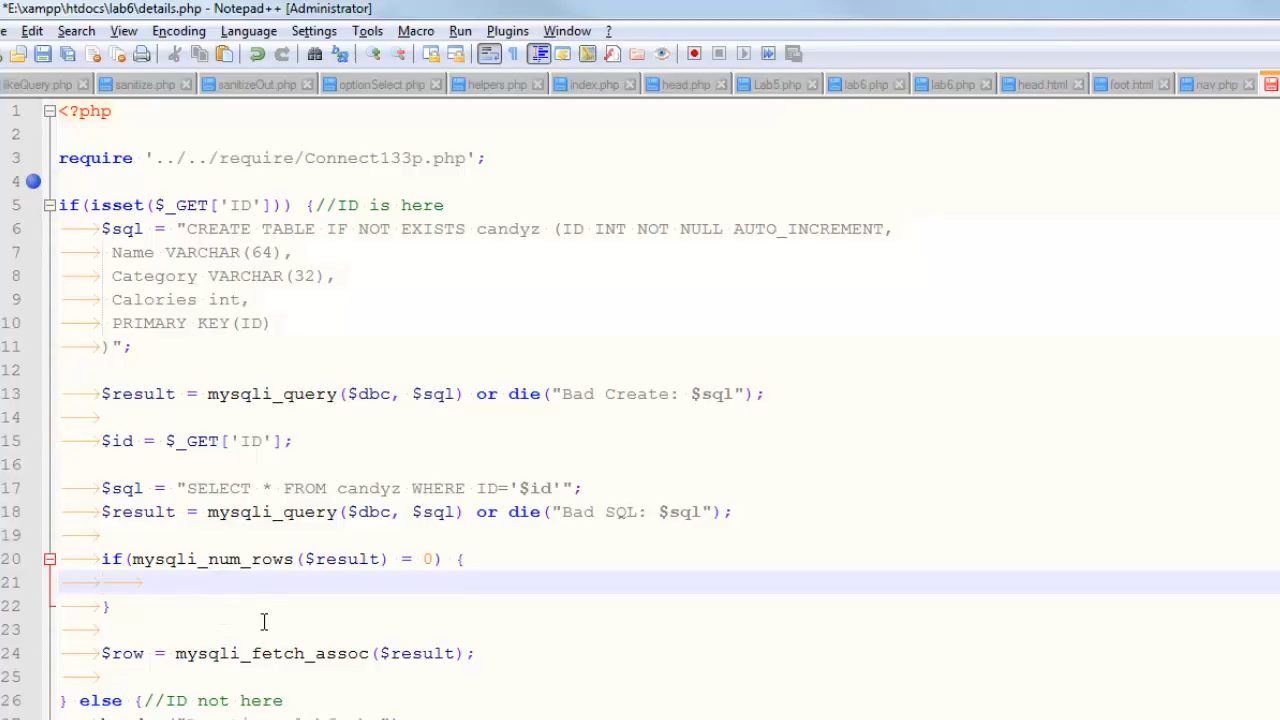 *E:\xampp\htdocs\lab6\details.php - Notepad++ [Administrator]
Edit Search View Encoding Language Settings Tools Macro Run Plugins Window ?
likeQuery.php sanitize.php sanitizeOut.php optionSelect.php helpers.php index.php head.php Lab5.php lab6.php lab6.php head.html foot.html nav.php
1 <?php
2
3 require '../../require/Connect133p.php';
4
5 if(isset($_GET['ID'])) {//ID is here
6 $sql = "CREATE TABLE IF NOT EXISTS candyz (ID INT NOT NULL AUTO_INCREMENT,
7 Name VARCHAR(64),
8 Category VARCHAR(32),
9 Calories int,
10 PRIMARY KEY(ID)
11 )";
12
13 $result = mysqli_query($dbc, $sql) or die("Bad Create: $sql");
14
15 $id = $_GET['ID'];
16
17 $sql = "SELECT * FROM candyz WHERE ID='$id'";
18 $result = mysqli_query($dbc, $sql) or die("Bad SQL: $sql");
19
20 if(mysqli_num_rows($result) = 0) {
21
22 }
23
24 $row = mysqli_fetch_assoc($result);
25
26 } else {//ID not here